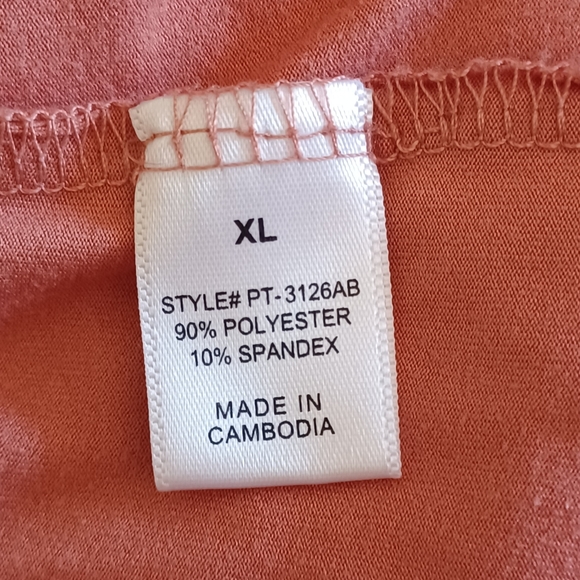 XL
STYLE# PT-3126AB
90% POLYESTER
10% SPANDEX
MADE IN
CAMBODIA